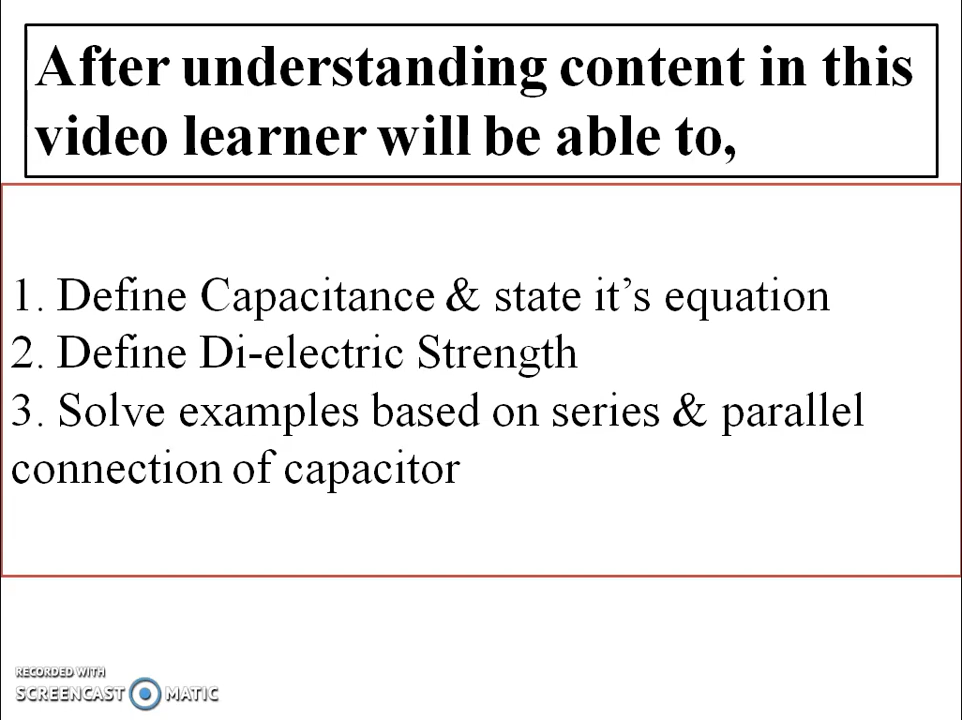 After understanding content in this
video learner will be able to,
1. Define Capacitance & state it’s equation
2. Define Di-electric Strength
3. Solve examples based on series & parallel
connection of capacitor
RECORDED WITH
SCREENCAST MATIC